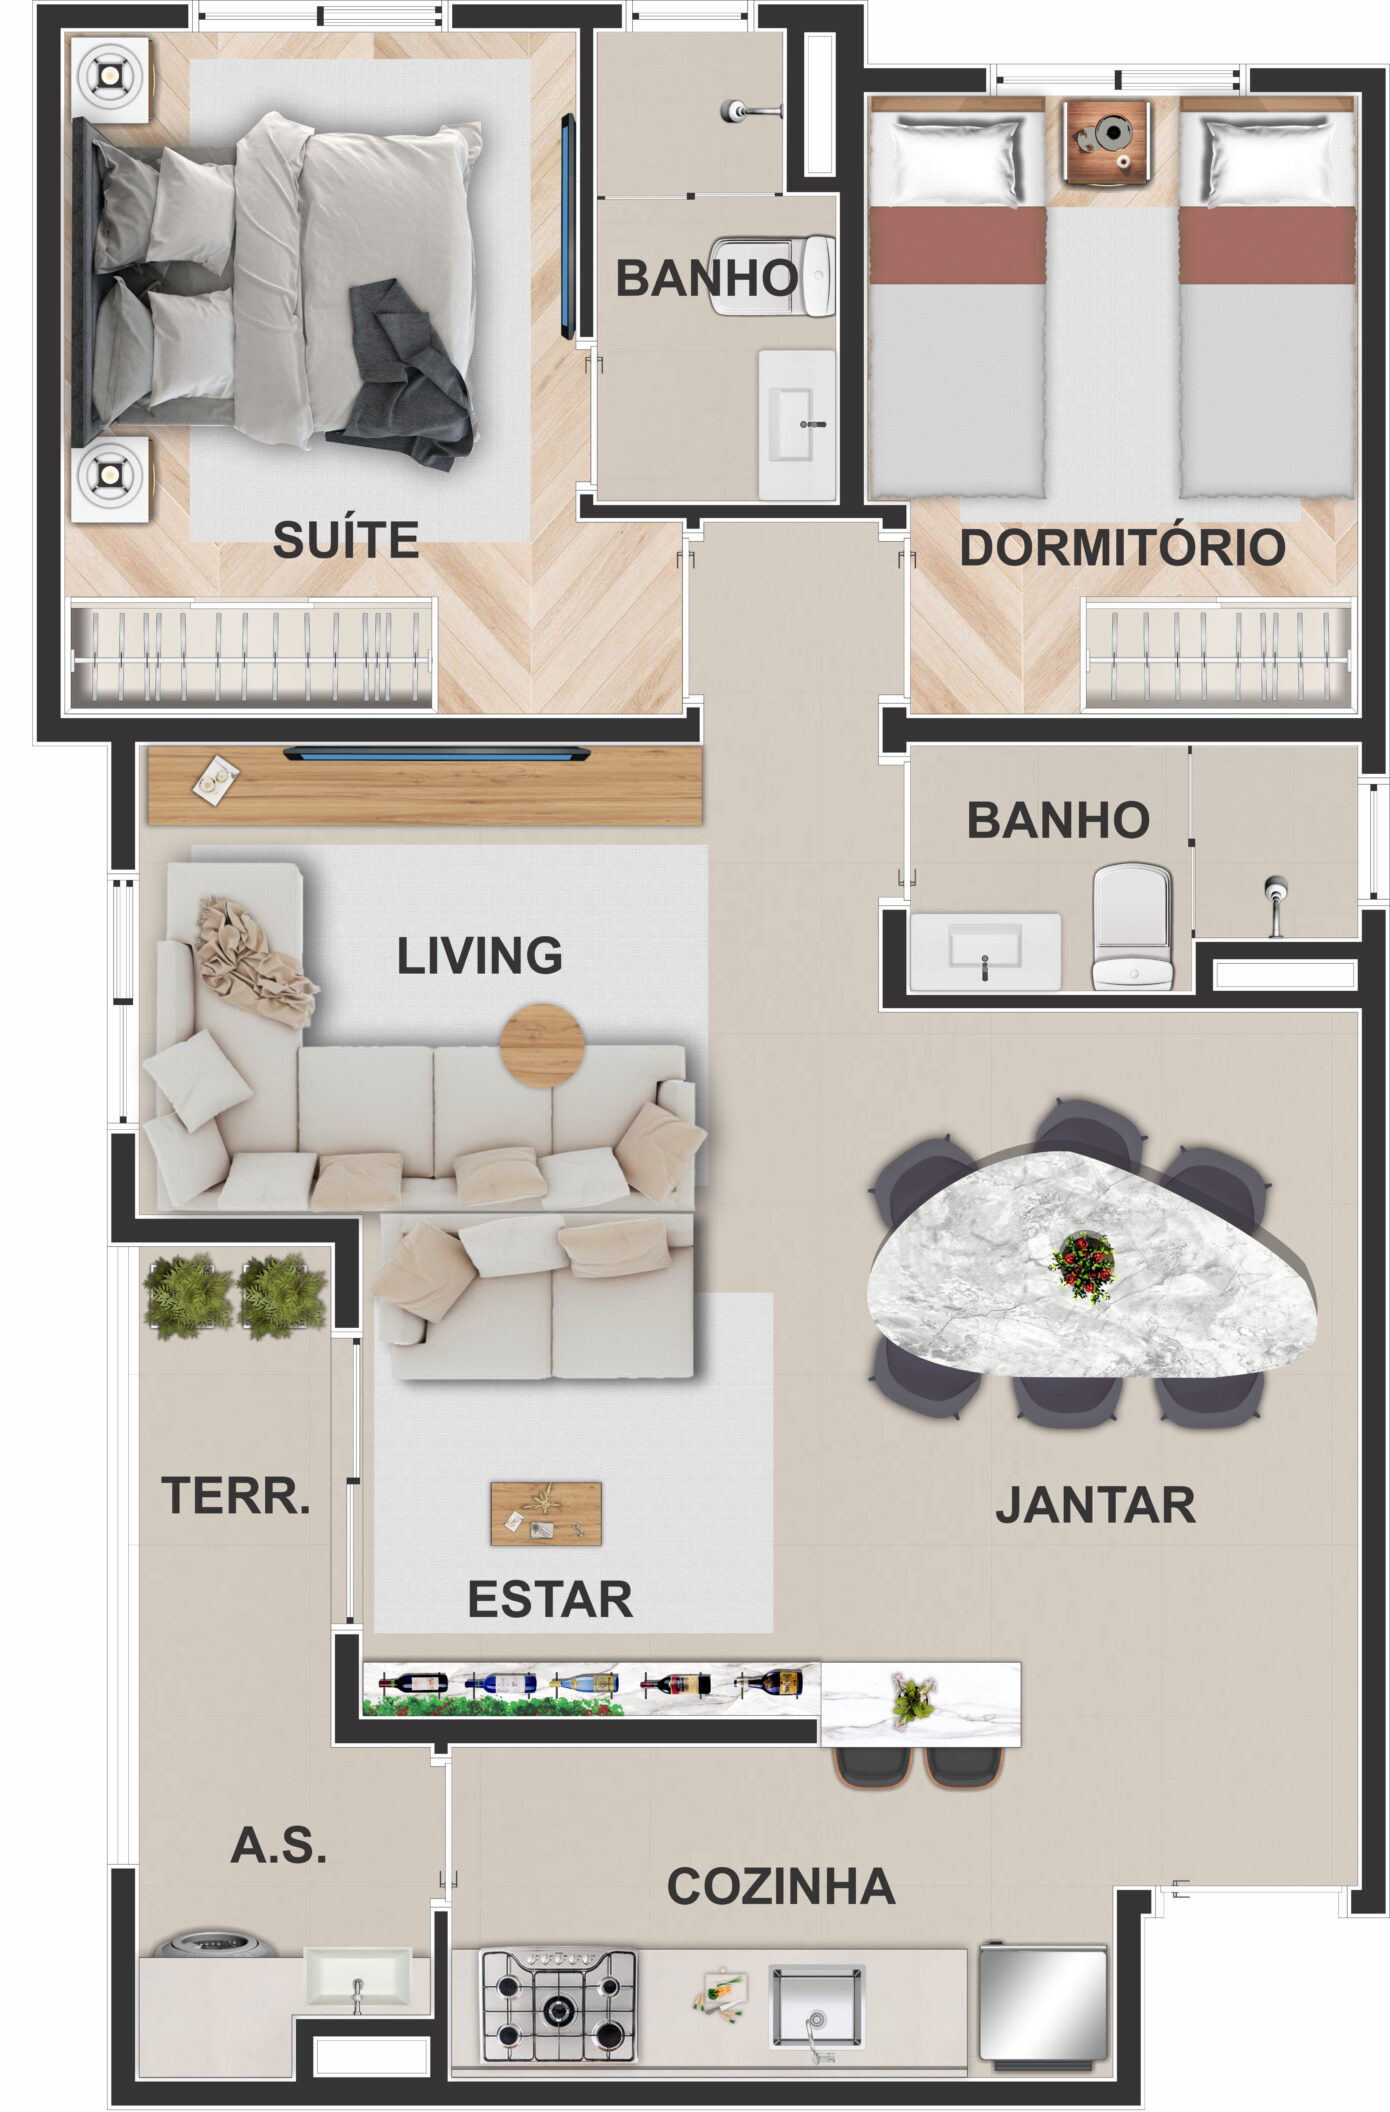 BANHO
SUÍTE
DORMITÓRIO
BANHO
LIVING
TERR.
JANTAR
ESTAR
A.S.
COZINHA